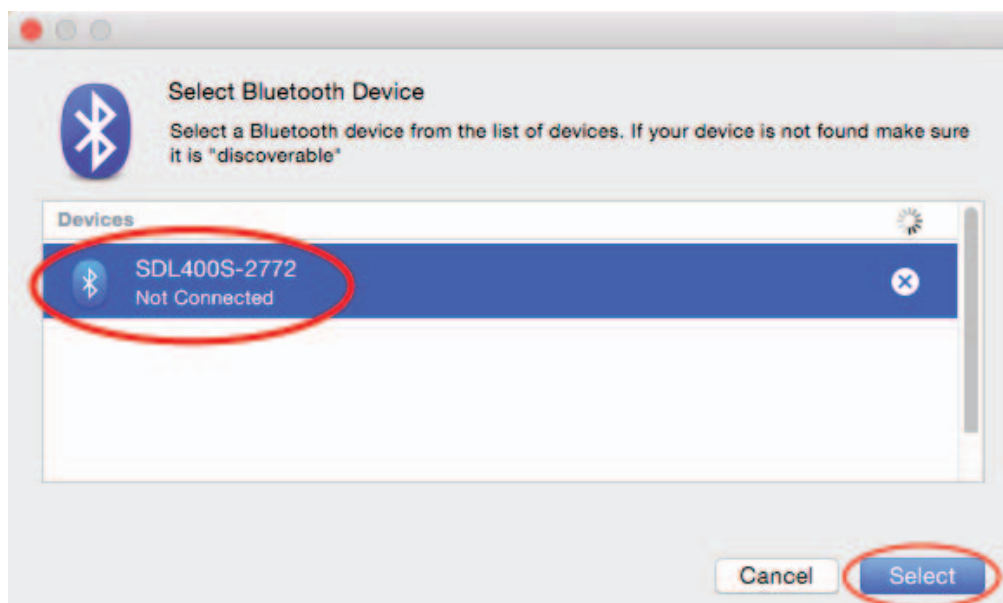 Select Bluetooth Device
Select a Bluetooth device from the list of devices. If your device is not found make sure
it is "discoverable"
Devices
SDL400S-2772
Not Connected
Cancel
Select